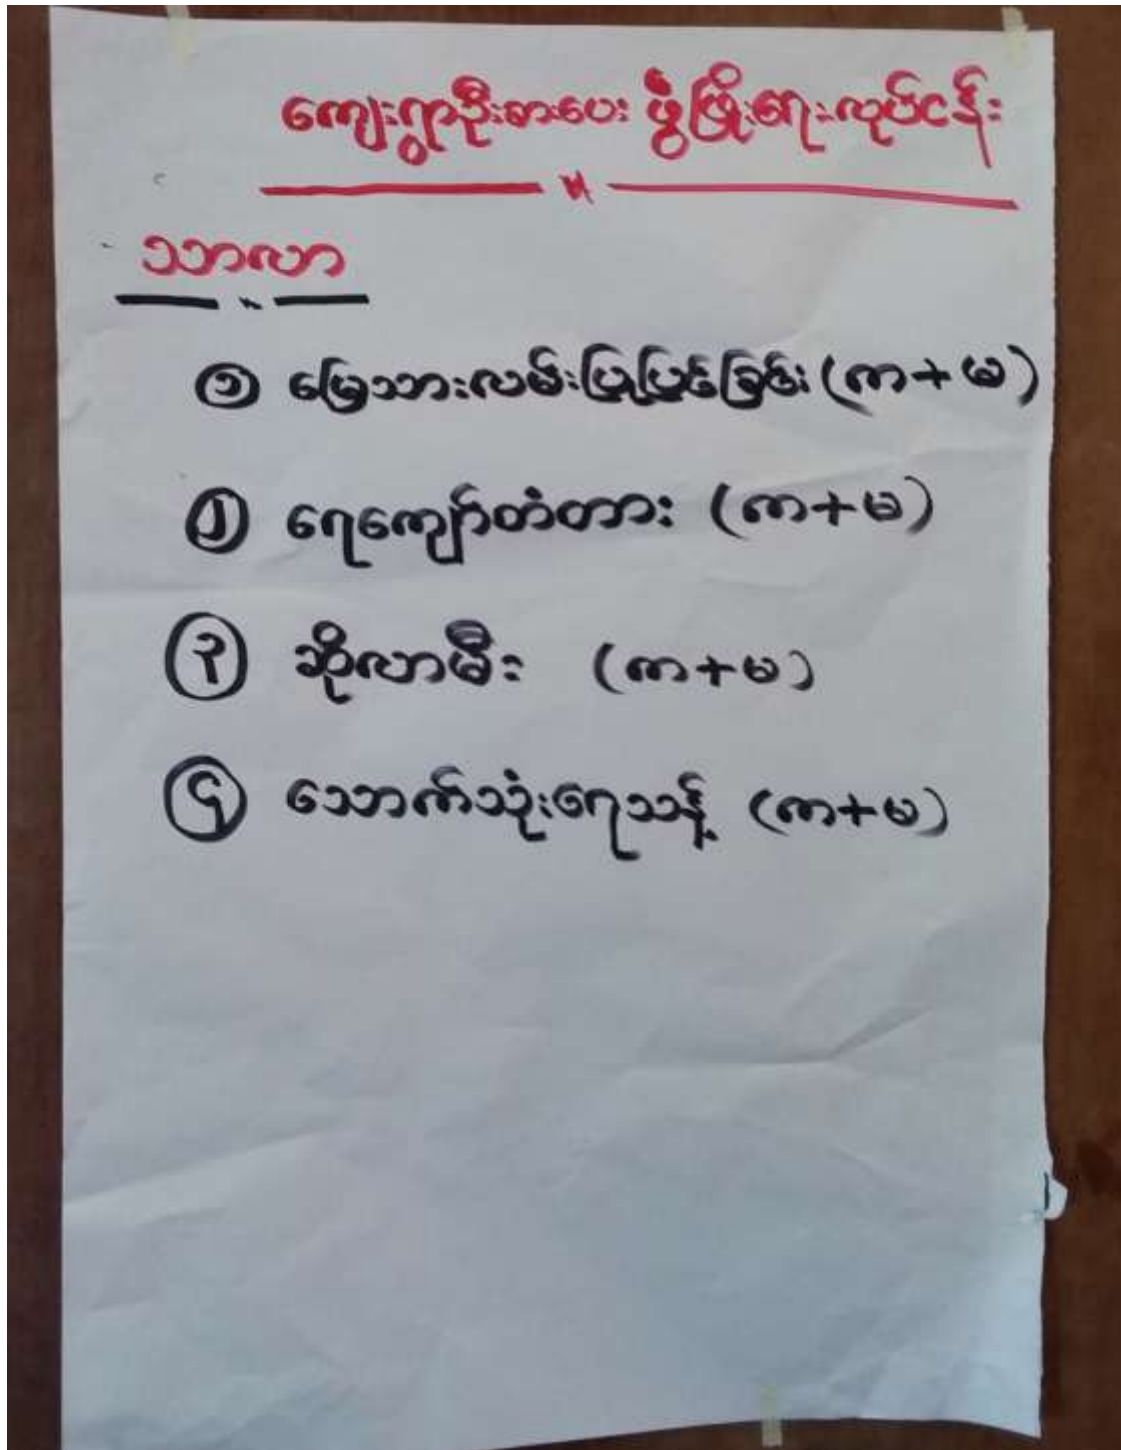 ကျေးရွာဦးစားပေး ဖွံ့ဖြိုးရေးလုပ်ငန်း
သာလာ
၁ မြေသားလမ်းပြုပြင်ခြင်း (ကာ+မ)
၂ ရေကျော်တံတား (ကာ+မ)
၃ ဆိုလာမီး (ကာ+မ)
၄ သောက်သုံးရေသန့် (ကာ+မ)